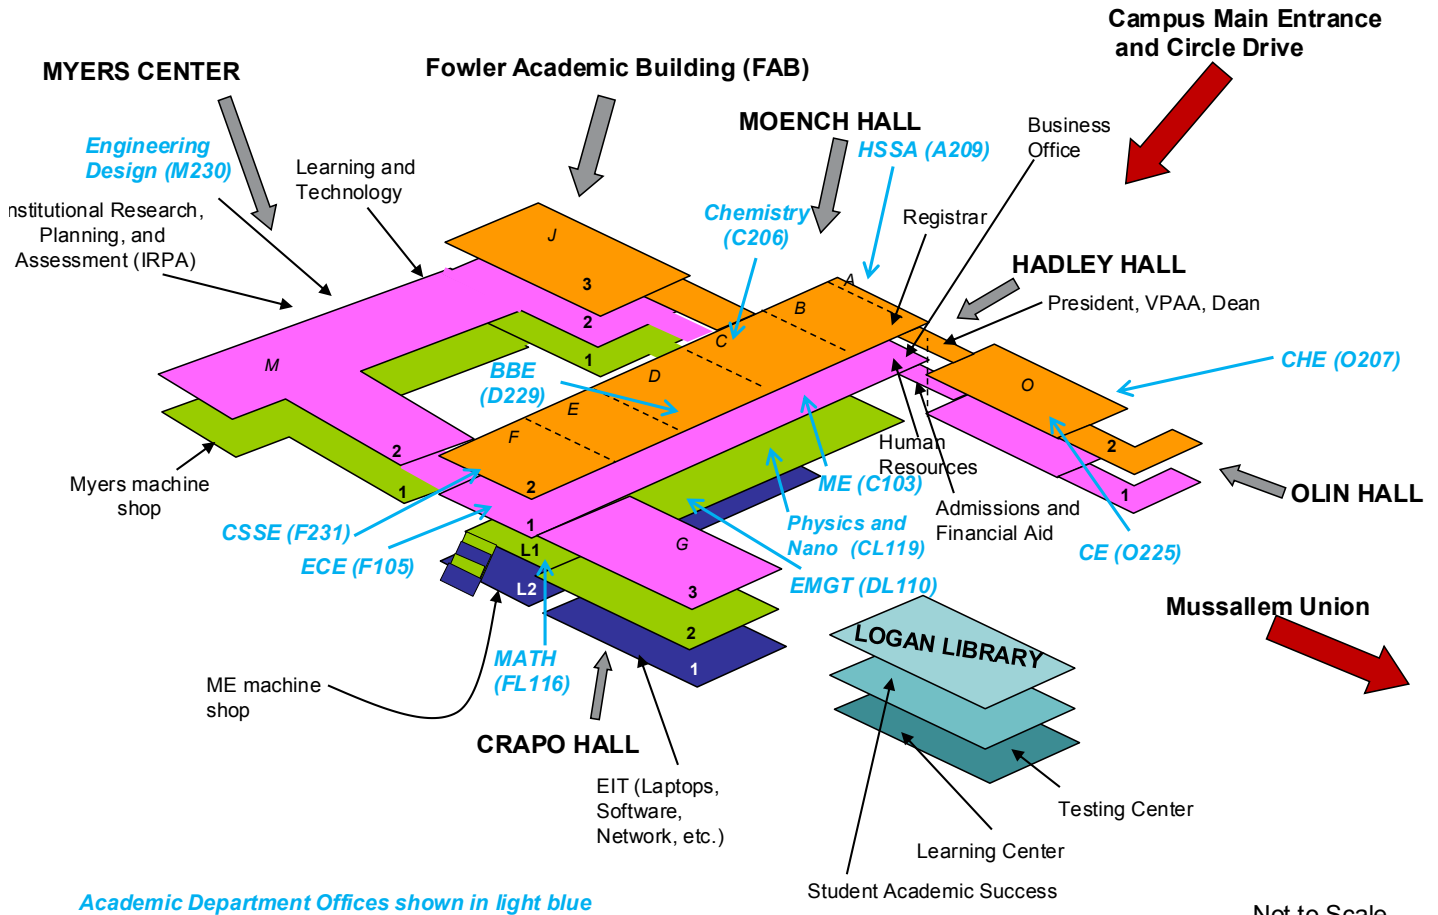 Campus Main Entrance
and Circle Drive
MYERS CENTER
Fowler Academic Building (FAB)
MOENCH HALL
Business
Office
HSSA (A209)
Engineering
Design (M230)
Learning and
Technology
nstitutional Research,
Planning, and
Assessment (IRPA)
Chemistry
(C206)
Registrar
HADLEY HALL
President, VPAA, Dean
J
3
2
1
A
B
C
D
E
F
2
1
M
2
1
O
2
1
BBE
(D229)
CHE (O207)
Human
Resources
ME (C103)
Admissions and
Financial Aid
OLIN HALL
Myers machine
shop
CSSE (F231)
ECE (F105)
Physics and
Nano (CL119)
CE (O225)
EMGT (DL110)
L1
L2
G
3
2
1
MATH
(FL116)
LOGAN LIBRARY
Mussallem Union
ME machine
shop
CRAPO HALL
EIT (Laptops,
Software,
Network, etc.)
Testing Center
Learning Center
Student Academic Success
Academic Department Offices shown in light blue
Not to Scale